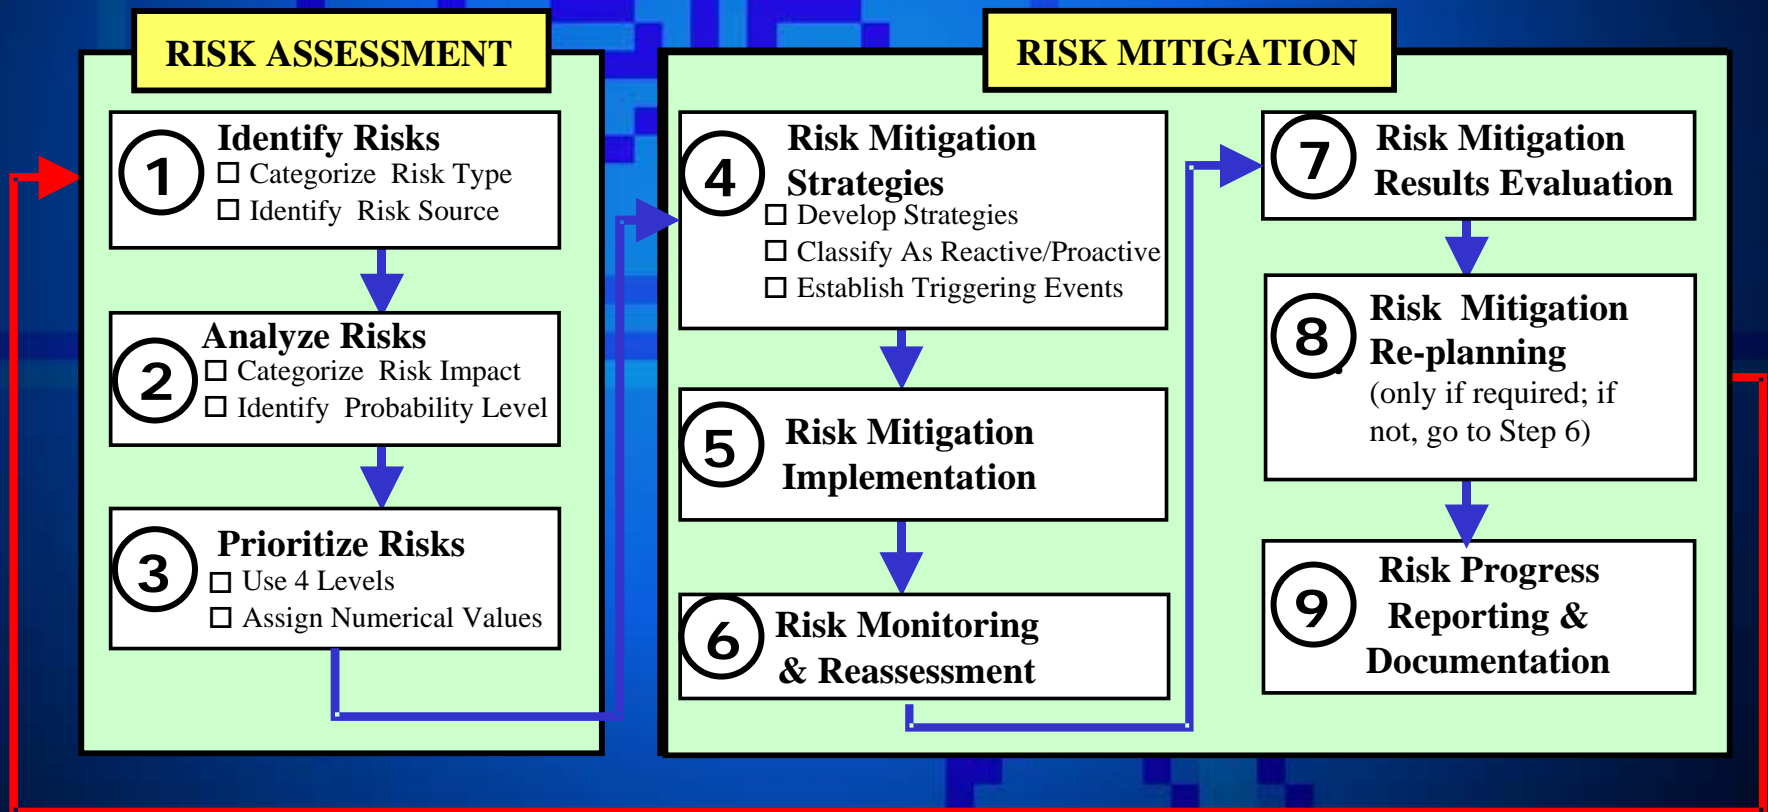 RISK ASSESSMENT
1
Identify Risks
☐ Categorize Risk Type
☐ Identify Risk Source
2
Analyze Risks
☐ Categorize Risk Impact
☐ Identify Probability Level
3
Prioritize Risks
☐ Use 4 Levels
☐ Assign Numerical Values
RISK MITIGATION
4
Risk Mitigation
Strategies
☐ Develop Strategies
☐ Classify As Reactive/Proactive
☐ Establish Triggering Events
5
Risk Mitigation
Implementation
6
Risk Monitoring
& Reassessment
7
Risk Mitigation
Results Evaluation
8
Risk Mitigation
Re-planning
(only if required; if
not, go to Step 6)
9
Risk Progress
Reporting &
Documentation